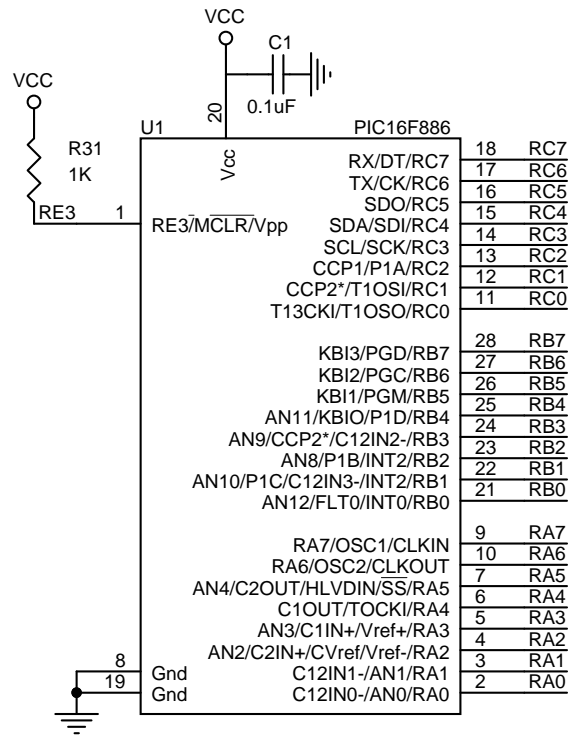 VCC
C1
VCC
0.1uF
20
U1
PIC16F886
R31
1K
Vcc
RE3
1
RE3/MCLR/Vpp
RX/DT/RC7 18 RC7
TX/CK/RC6 17 RC6
SDO/RC5 16 RC5
SDA/SDI/RC4 15 RC4
SCL/SCK/RC3 14 RC3
CCP1/P1A/RC2 13 RC2
CCP2*/T1OSI/RC1 12 RC1
T13CKI/T1OSO/RC0 11 RC0
KBI3/PGD/RB7 28 RB7
KBI2/PGC/RB6 27 RB6
KBI1/PGM/RB5 26 RB5
AN11/KBIO/P1D/RB4 25 RB4
AN9/CCP2*/C12IN2-/RB3 24 RB3
AN8/P1B/INT2/RB2 23 RB2
AN10/P1C/C12IN3-/INT2/RB1 22 RB1
AN12/FLT0/INT0/RB0 21 RB0
RA7/OSC1/CLKIN 9 RA7
RA6/OSC2/CLKOUT 10 RA6
AN4/C2OUT/HLVDIN/SS/RA5 7 RA5
C1OUT/TOCKI/RA4 6 RA4
AN3/C1IN+/Vref+/RA3 5 RA3
AN2/C2IN+/CVref/Vref-/RA2 4 RA2
8 Gnd C12IN1-/AN1/RA1 3 RA1
19 Gnd C12IN0-/AN0/RA0 2 RA0